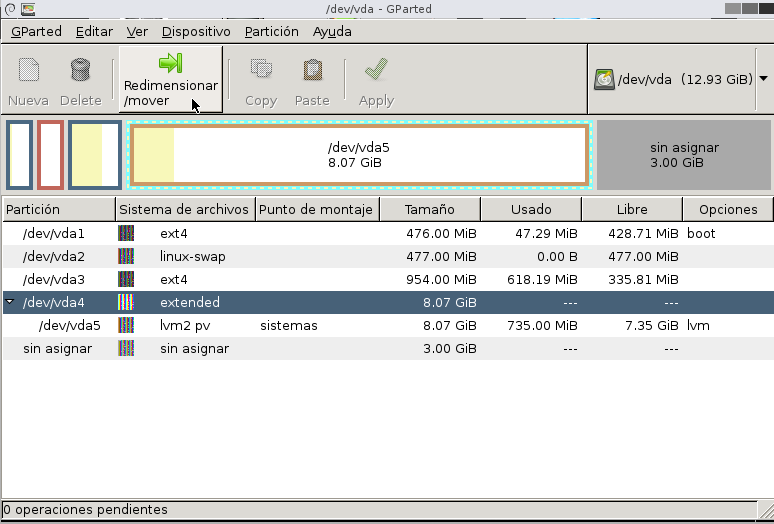 /dev/vda - GParted
GParted Editar Ver Dispositivo Partición Ayuda
Nueva Delete Redimensionar /mover Copy Paste Apply /dev/vda (12.93 GiB)
/dev/vda5
8.07 GiB
sin asignar
3.00 GiB
Partición Sistema de archivos Punto de montaje Tamaño Usado Libre Opciones
/dev/vda1 ext4 476.00 MiB 47.29 MiB 428.71 MiB boot
/dev/vda2 linux-swap 477.00 MiB 0.00 B 477.00 MiB
/dev/vda3 ext4 954.00 MiB 618.19 MiB 335.81 MiB
/dev/vda4 extended 8.07 GiB --- ---
/dev/vda5 lvm2 pv sistemas 8.07 GiB 735.00 MiB 7.35 GiB lvm
sin asignar sin asignar 3.00 GiB --- ---
0 operaciones pendientes